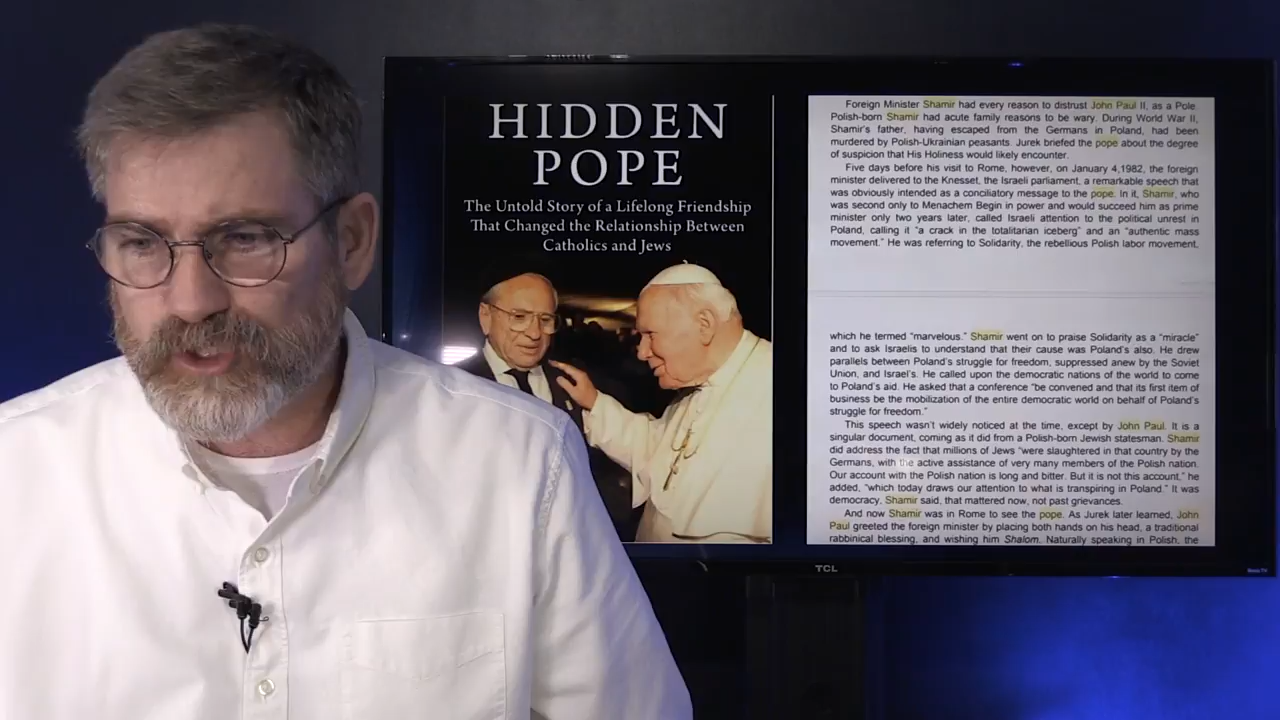 HIDDEN
POPE
The Untold Story of a Lifelong Friendship
That Changed the Relationship Between
Catholics and Jews
Foreign Minister Shamir had every reason to distrust John Paul II, as a Pole.
Polish-born Shamir had acute family reasons to be wary. During World War II,
Shamir's father, having escaped from the Germans in Poland, had been
murdered by Polish-Ukrainian peasants. Jurek briefed the pope about the degree
of suspicion that His Holiness would likely encounter.
Five days before his visit to Rome, however, on January 4,1982, the foreign
minister delivered to the Knesset, the Israeli parliament, a remarkable speech that
was obviously intended as a conciliatory message to the pope. In it, Shamir, who
was second only to Menachem Begin in power and would succeed him as prime
minister only two years later, called Israeli attention to the political unrest in
Poland, calling it "a crack in the totalitarian iceberg" and an "authentic mass
movement." He was referring to Solidarity, the rebellious Polish labor movement,
which he termed "marvelous." Shamir went on to praise Solidarity as a "miracle"
and to ask Israelis to understand that their cause was Poland's also. He drew
parallels between Poland's struggle for freedom, suppressed anew by the Soviet
Union, and Israel's. He called upon the democratic nations of the world to come
to Poland's aid. He asked that a conference "be convened and that its first item of
business be the mobilization of the entire democratic world on behalf of Poland's
struggle for freedom."
This speech wasn't widely noticed at the time, except by John Paul. It is a
singular document, coming as it did from a Polish-born Jewish statesman. Shamir
did address the fact that millions of Jews "were slaughtered in that country by the
Germans, with the active assistance of very many members of the Polish nation.
Our account with the Polish nation is long and bitter. But it is not this account," he
added, "which today draws our attention to what is transpiring in Poland." It was
democracy, Shamir said, that mattered now, not past grievances.
And now Shamir was in Rome to see the pope. As Jurek later learned, John
Paul greeted the foreign minister by placing both hands on his head, a traditional
rabbinical blessing, and wishing him Shalom. Naturally speaking in Polish, the
TCL
Roku TV